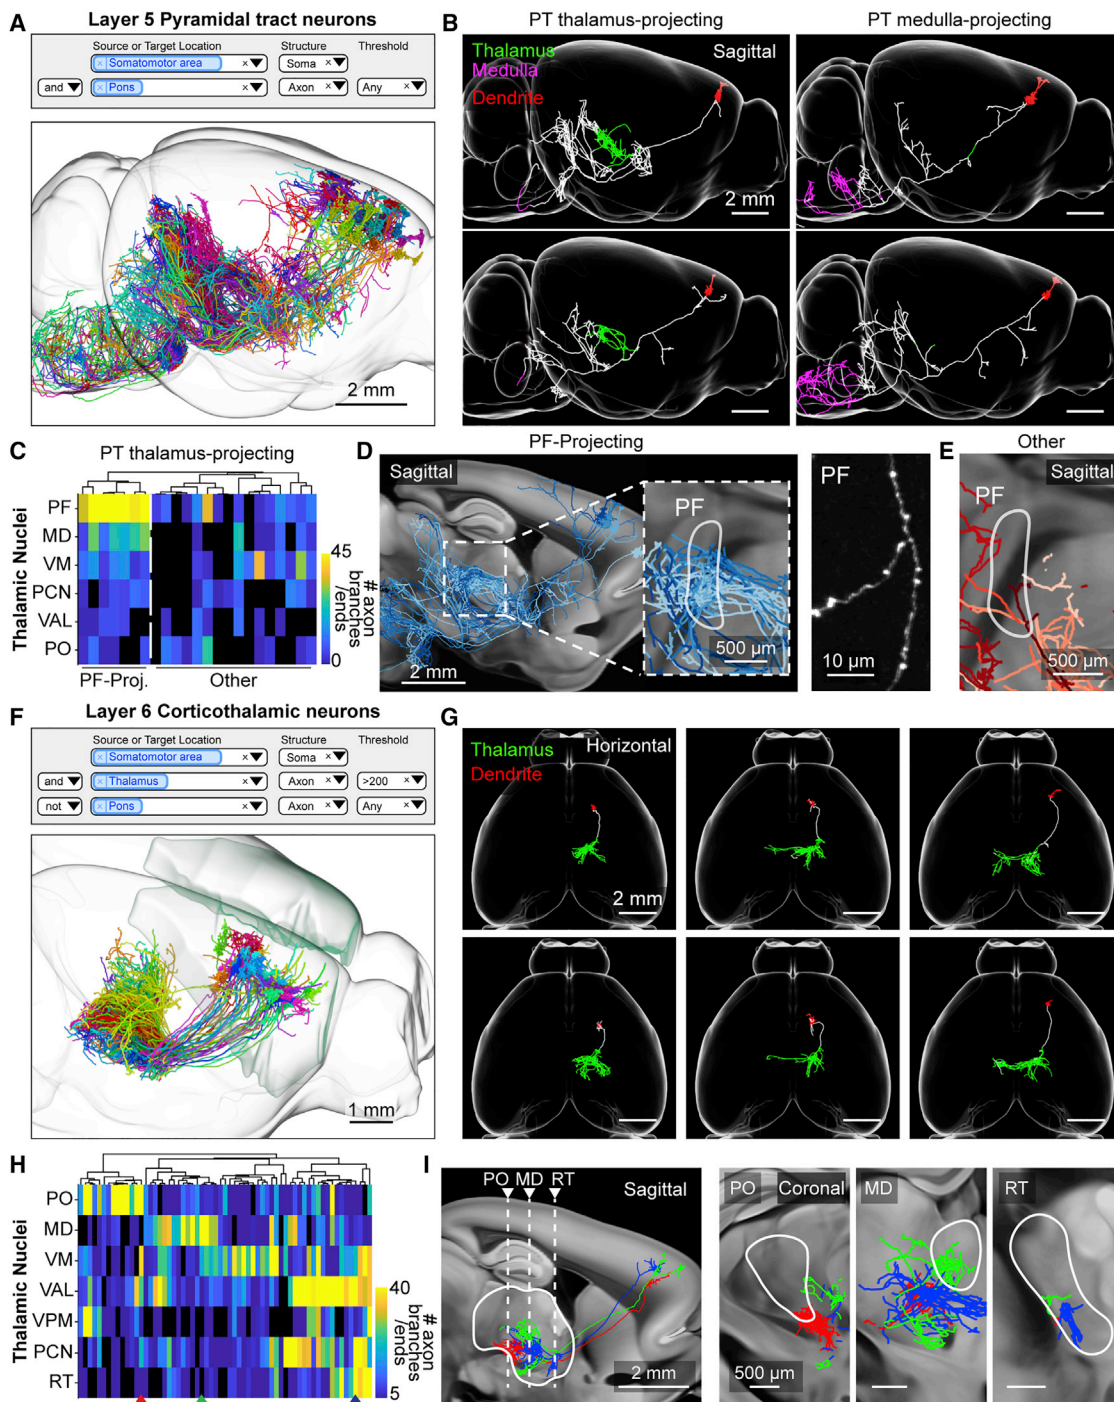 A
Layer 5 Pyramidal tract neurons
Source or Target Location Structure Threshold
× Somatomotor area × Soma ×
and × Pons × Axon × Any ×
2 mm
B
PT thalamus-projecting
PT medulla-projecting
Thalamus
Medulla
Dendrite
Sagittal
2 mm
C
PT thalamus-projecting
Thalamic Nuclei
PF
MD
VM
PCN
VAL
PO
PF-Proj. Other
45
0
# axon
branches
/ends
D
PF-Projecting
Sagittal
2 mm
PF
500 µm
PF
10 µm
E
Other
Sagittal
PF
500 µm
F
Layer 6 Corticothalamic neurons
Source or Target Location Structure Threshold
× Somatomotor area × Soma ×
and × Thalamus × Axon × >200 ×
not × Pons × Axon × Any ×
1 mm
G
Thalamus
Dendrite
Horizontal
2 mm
H
Thalamic Nuclei
PO
MD
VM
VAL
VPM
PCN
RT
40
5
# axon
branches
/ends
I
PO MD RT
Sagittal
2 mm
PO Coronal
500 µm
MD
RT